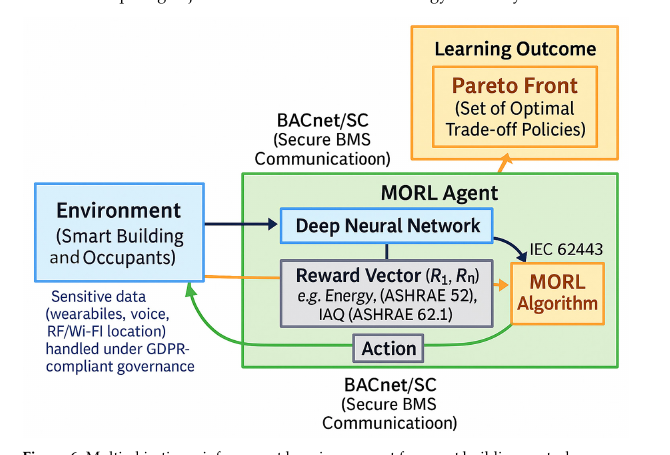 Learning Outcome
Pareto Front
(Set of Optimal
Trade-off Policies)
BACnet/SC
(Secure BMS
Communicatioon)
MORL Agent
Environment
(Smart Building
and Occupants)
Deep Neural Network
IEC 62443
Reward Vector (R1, Rn)
e.g. Energy, (ASHRAE 52),
IAQ (ASHRAE 62.1)
MORL
Algorithm
Sensitive data
(wearabiles, voice,
RF/Wi-FI location)
handled under GDPR-
compliant governance
Action
BACnet/SC
(Secure BMS
Communicatioon)